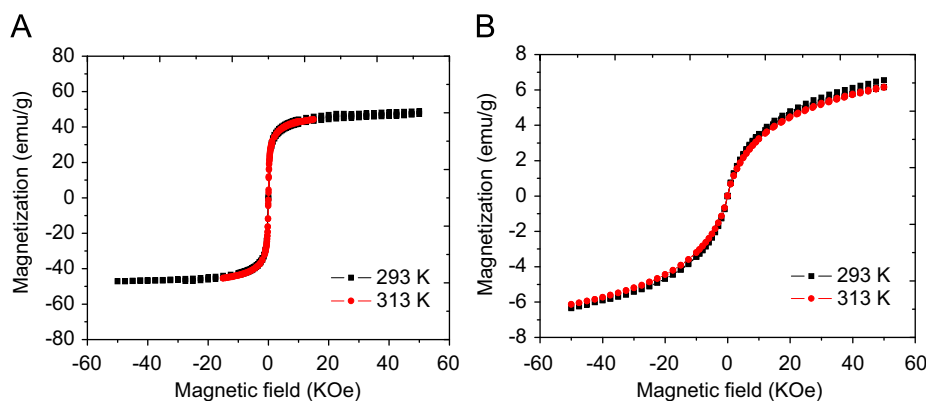 A
B
80
60
40
20
0
-20
-40
-60
-80
Magnetization (emu/g)
-60 -40 -20 0 20 40 60
Magnetic field (KOe)
293 K
313 K
8
6
4
2
0
-2
-4
-6
-8
Magnetization (emu/g)
-60 -40 -20 0 20 40 60
Magnetic field (KOe)
293 K
313 K